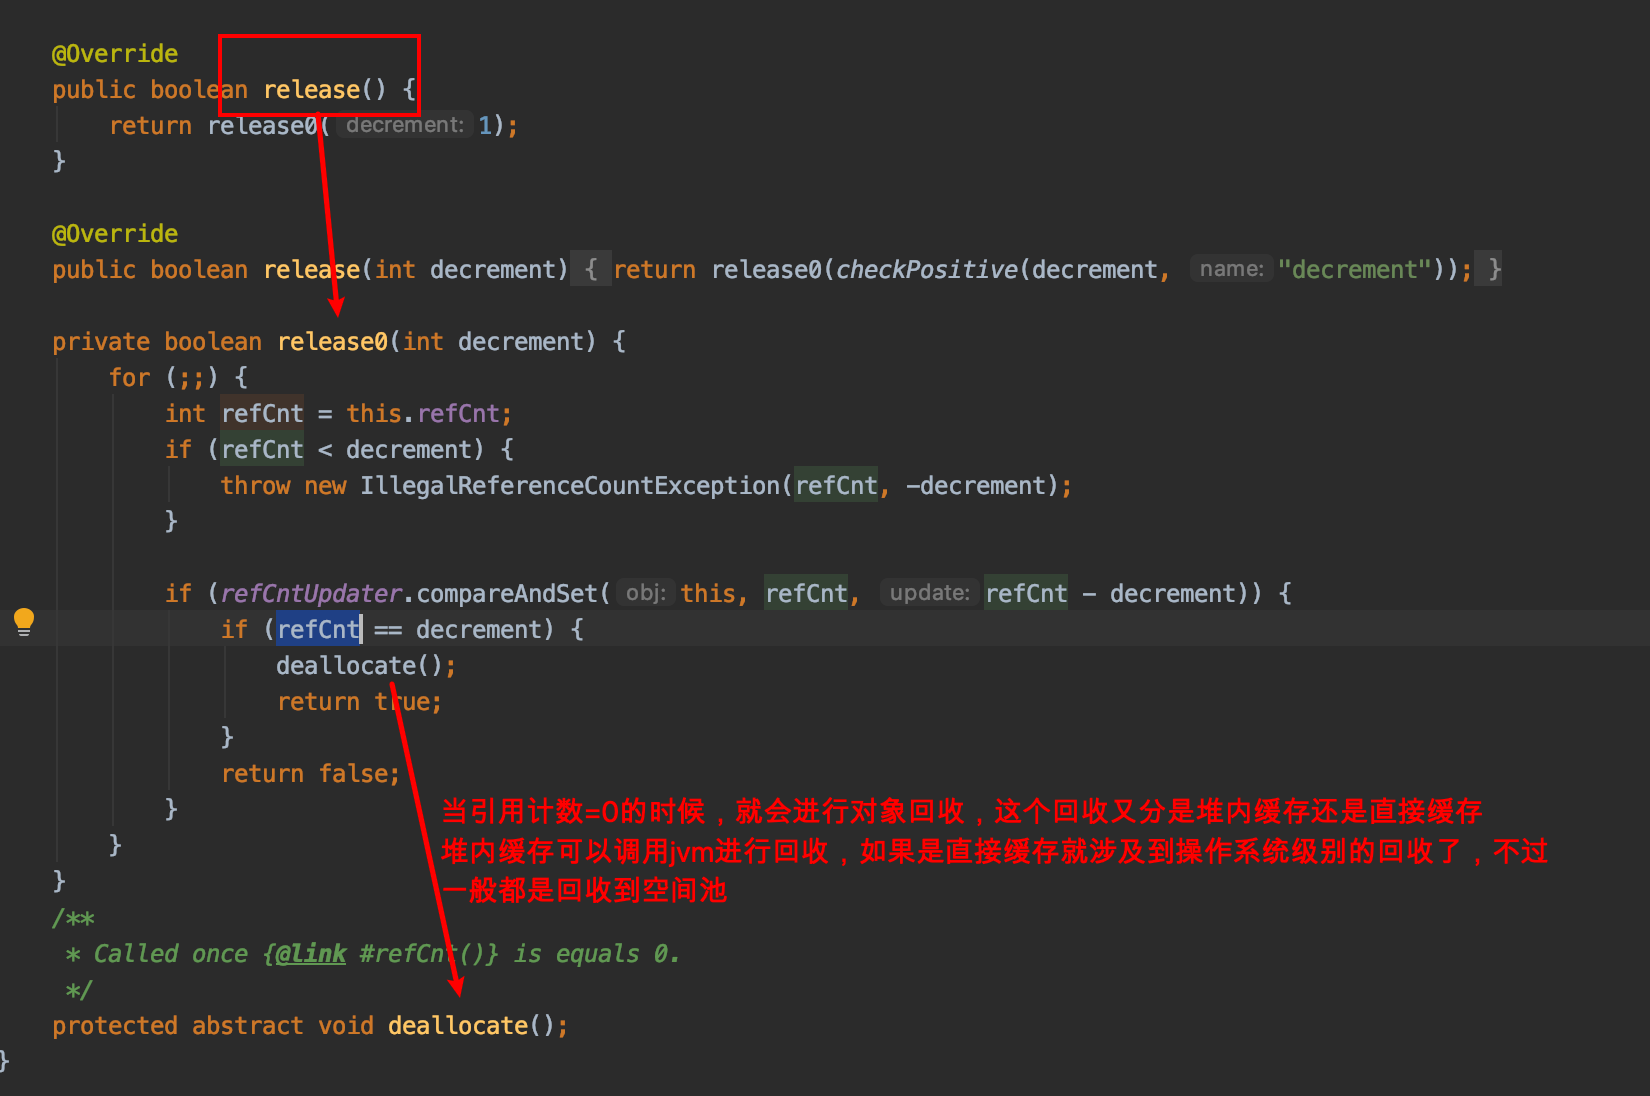 @Override
public boolean release() {
return release0( decrement: 1);
}
@Override
public boolean release(int decrement) { return release0(checkPositive(decrement, name: "decrement")); }
private boolean release0(int decrement) {
for (;;) {
int refCnt = this.refCnt;
if (refCnt < decrement) {
throw new IllegalReferenceCountException(refCnt, -decrement);
}
if (refCntUpdater.compareAndSet( obj: this, refCnt, update: refCnt - decrement)) {
if (refCnt == decrement) {
deallocate();
return true;
}
return false;
}
当引用计数=0的时候，就会进行对象回收，这个回收又分是堆内缓存还是直接缓存
}
堆内缓存可以调用jvm进行回收，如果是直接缓存就涉及到操作系统级别的回收了，不过
}
一般都是回收到空间池
/**
* Called once {@link #refCnt()} is equals 0.
*/
protected abstract void deallocate();
}